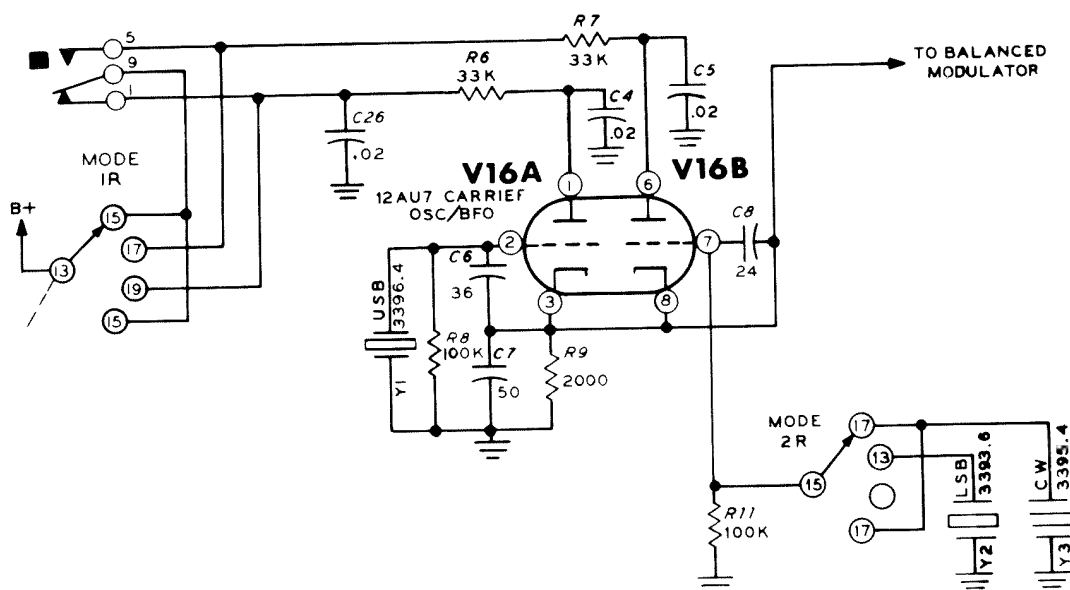 5
9
1
R7
33K
R6
33K
C5
.02
C4
.02
C26
.02
TO BALANCED
MODULATOR
MODE
1R
B+
15
13
17
19
15
V16A
V16B
12AU7 CARRIEF
OSC/BFO
1
6
2
7
3
8
C8
24
USB
3396.4
Y1
C6
36
R8
100K
C7
50
R9
2000
MODE
2R
17
13
15
17
R11
100K
LSB
3393.6
Y2
CW
3395.4
Y3